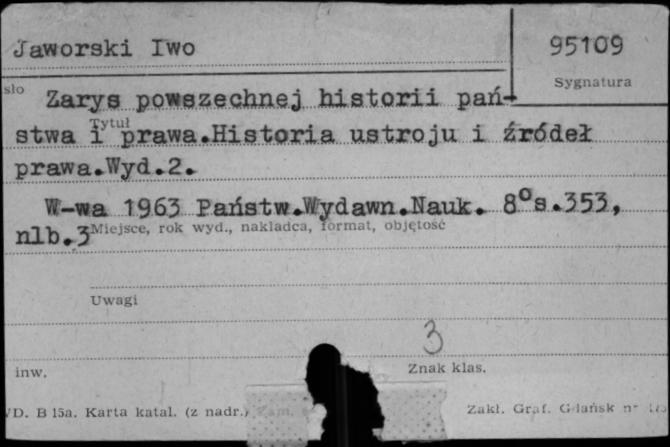 Jaworski Iwo
95109
Sygnatura
sło
Zarys powszechnej historii pań-
Tytuł
stwa i prawa.Historia ustroju i źródeł
prawa.Wyd.2.
W-wa 1963 Państw.Wydawn.Nauk. 8°s.353,
nlb.3
Miejsce, rok wyd., nakładca, format, objętość
Uwagi
3
inw.
Znak klas.
D. B 15a. Karta katal. (z nadr.)
Zakł. Graf. Gdańsk